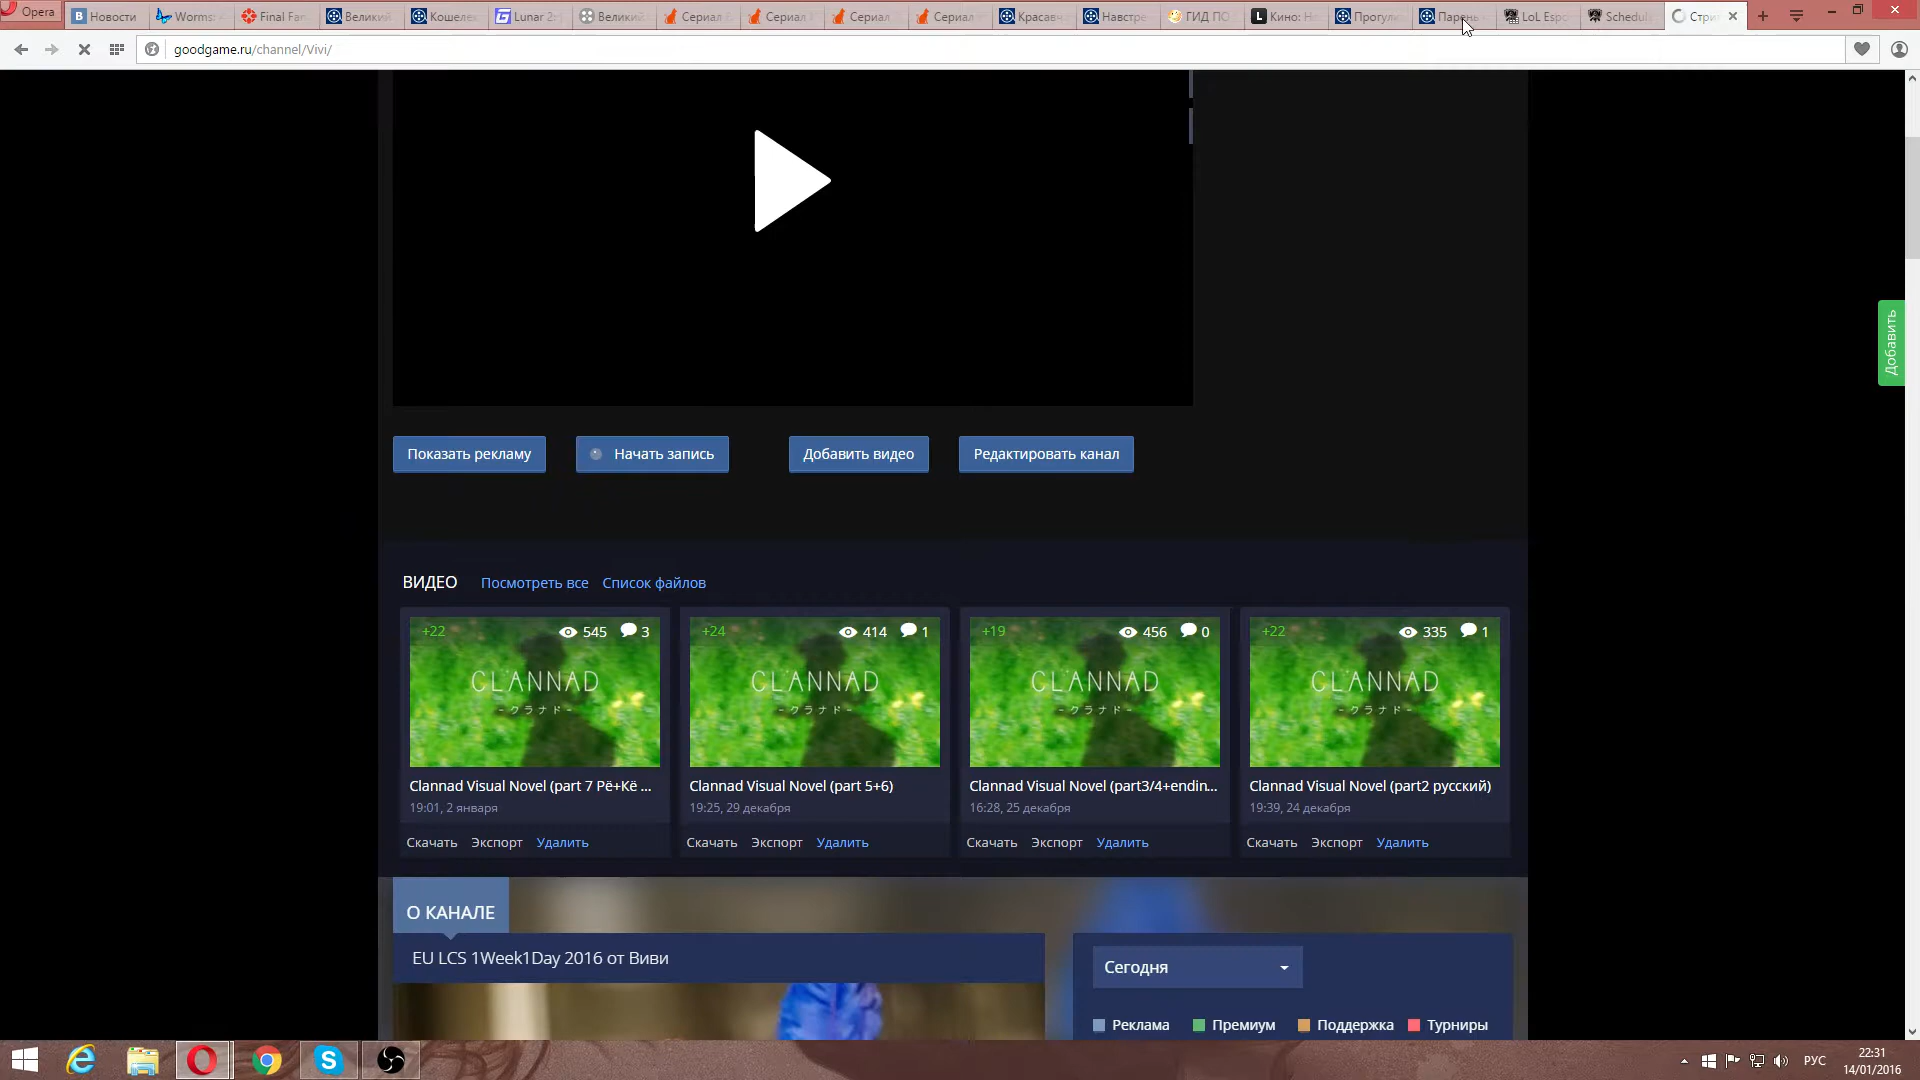 Opera
Новости
Worms:
Final Fan
Великий
Кошелек
Lunar 2:
Великий
Сериал
Сериал
Сериал
Сериал
Красавч
Навстре
ГИД ПО
Кино: Н
Прогул
Парень
LoL Espo
Schedul
Стри
goodgame.ru/channel/Vivi/
Добавить
Показать рекламу
Начать запись
Добавить видео
Редактировать канал
ВИДЕО Посмотреть все Список файлов
+22 545 3
+24 414 1
+19 456 0
+22 335 1
CLANNAD
-クラナド-
CLANNAD
-クラナド-
CLANNAD
-クラナド-
CLANNAD
-クラナド-
Clannad Visual Novel (part 7 Рё+Кё ...
19:01, 2 января
Clannad Visual Novel (part 5+6)
19:25, 29 декабря
Clannad Visual Novel (part3/4+endin...
16:28, 25 декабря
Clannad Visual Novel (part2 русский)
19:39, 24 декабря
Скачать Экспорт Удалить
Скачать Экспорт Удалить
Скачать Экспорт Удалить
Скачать Экспорт Удалить
О КАНАЛЕ
EU LCS 1Week1Day 2016 от Виви
Сегодня
Реклама Премиум Поддержка Турниры
РУС
22:31
14/01/2016